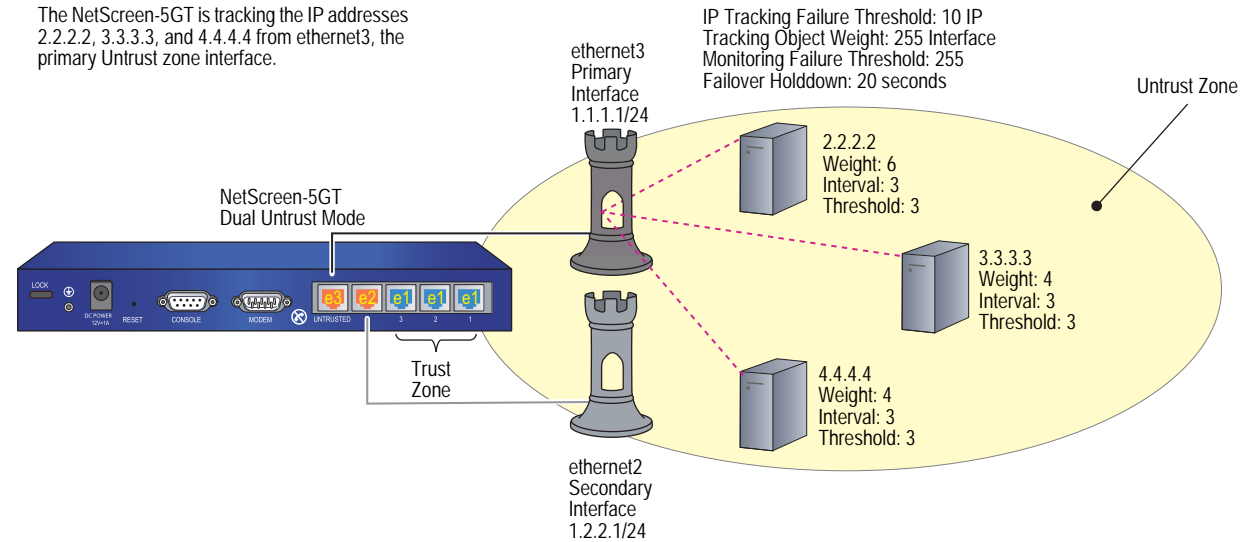 The NetScreen-5GT is tracking the IP addresses
2.2.2.2, 3.3.3.3, and 4.4.4.4 from ethernet3, the
primary Untrust zone interface.
IP Tracking Failure Threshold: 10 IP
Tracking Object Weight: 255 Interface
Monitoring Failure Threshold: 255
Failover Holddown: 20 seconds
ethernet3
Primary
Interface
1.1.1.1/24
Untrust Zone
2.2.2.2
Weight: 6
Interval: 3
Threshold: 3
NetScreen-5GT
Dual Untrust Mode
3.3.3.3
Weight: 4
Interval: 3
Threshold: 3
LOCK
DC POWER
12V=1A
RESET
CONSOLE
MODEM
e3
e2
e1
e1
e1
UNTRUSTED
3
2
1
Trust
Zone
4.4.4.4
Weight: 4
Interval: 3
Threshold: 3
ethernet2
Secondary
Interface
1.2.2.1/24